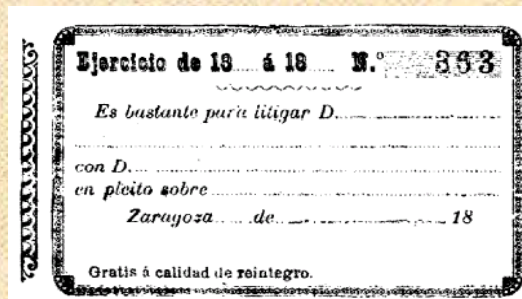 Ejercicio de 18 á 18 N.º 363
Es bastante para litigar D.
con D.
en pleito sobre
Zaragoza de 18
Gratis á calidad de reintegro.